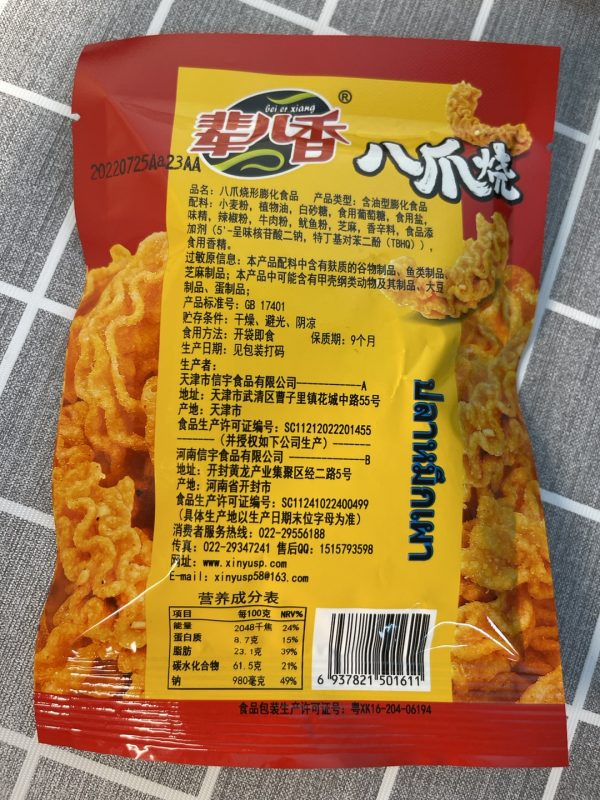 bei er xiang
®
辈儿香
八爪烧
20220725Aa23AA
品名：八爪烧形膨化食品 产品类型：含油型膨化食品
配料：小麦粉，植物油，白砂糖，食用葡萄糖，食用盐，
味精，辣椒粉，牛肉粉，鱿鱼粉，芝麻，香辛料，食品添
加剂（5'-呈味核苷酸二钠，特丁基对苯二酚（TBHQ）），
食用香精。
过敏原信息：本产品配料中含有麸质的谷物制品、鱼类制品、
芝麻制品；本产品中可能含有甲壳纲类动物及其制品、大豆
制品、蛋制品；
产品标准号：GB 17401
贮存条件：干燥、避光、阴凉
食用方法：开袋即食 保质期：9个月
生产日期：见包装打码
生产者：
天津市信宇食品有限公司------------A
地址：天津市武清区曹子里镇花城中路55号
产地：天津市
食品生产许可证编号：SC11212022201455
-------（并授权如下公司生产）-------
河南信宇食品有限公司 --------------B
地址：开封黄龙产业集聚区经二路5号
产地：河南省开封市
食品生产许可证编号：SC11241022400499
（具体生产地以生产日期末位字母为准）
消费者服务热线：022-29556188
传真：022-29347241 售后QQ：1515793598
网址：www.xinyusp.com
E-mail：xinyusp58@163.com
ปลาหมึกเผา
营养成分表
项目 每100克 NRV%
能量 2048千焦 24%
蛋白质 8.7克 15%
脂肪 23.1克 39%
碳水化合物 61.5克 21%
钠 980毫克 49%
6 937821 501611
食品包装生产许可证号：粤XK16-204-06194